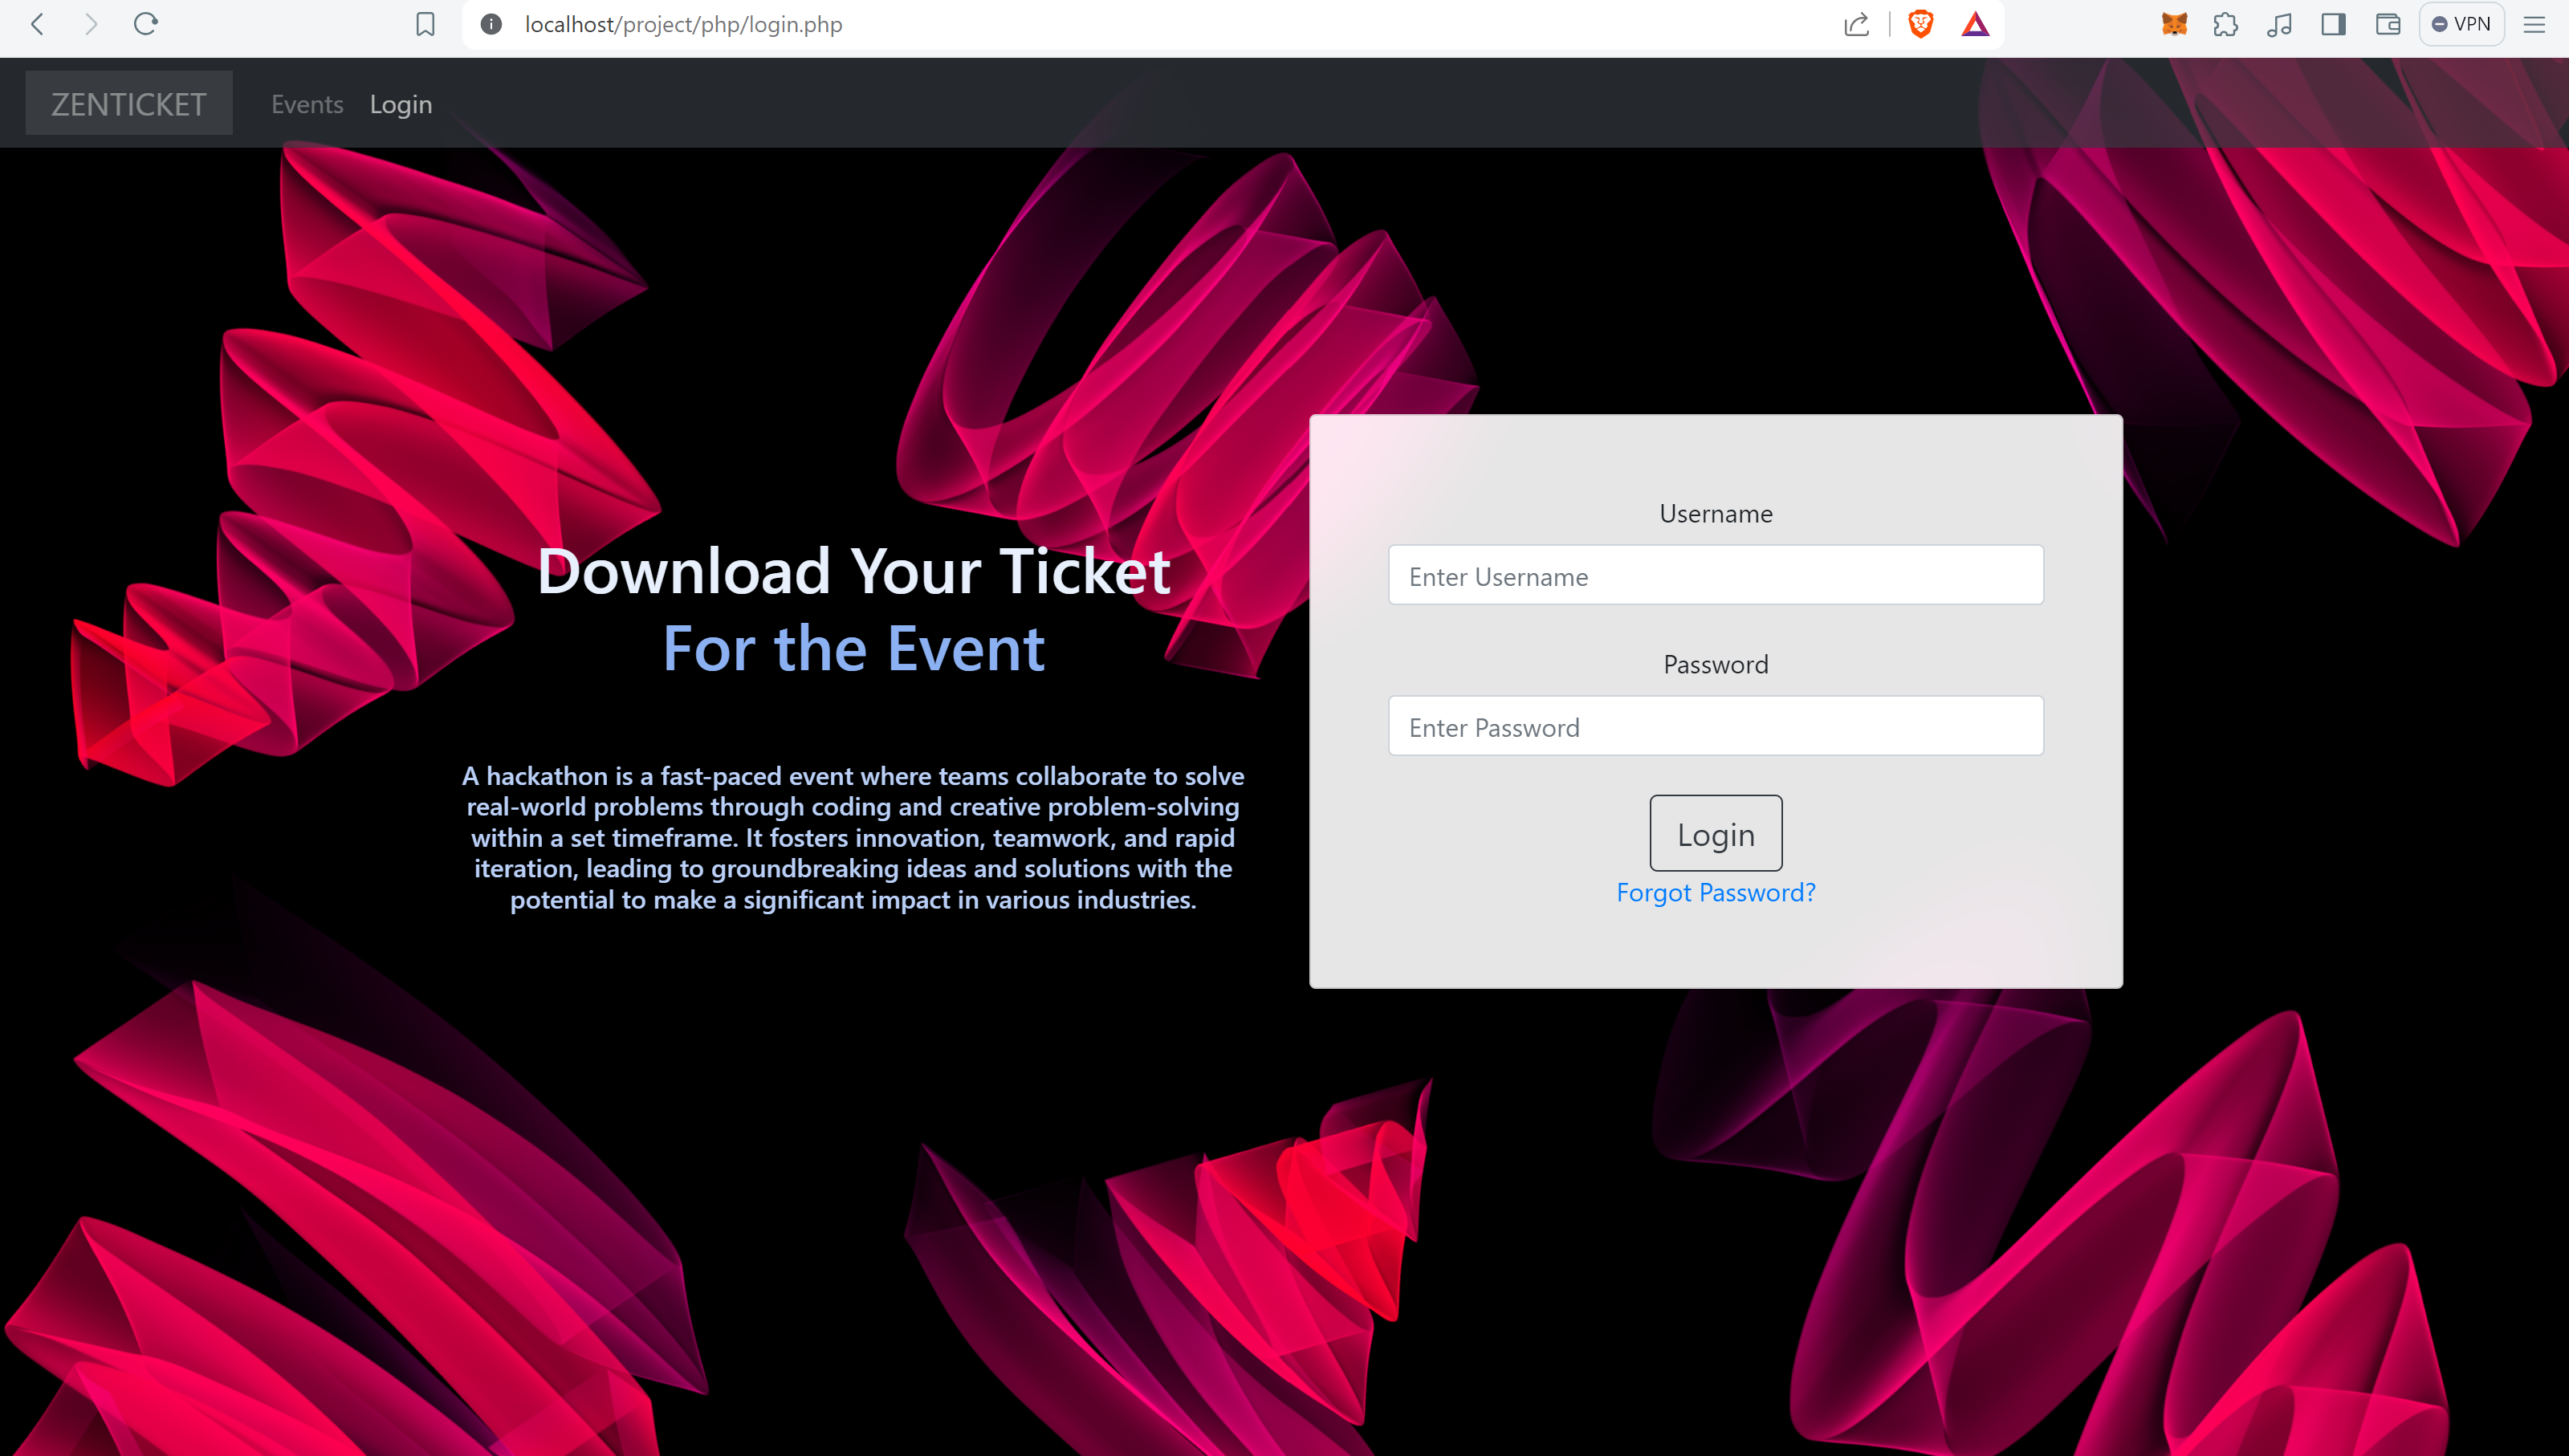 localhost/project/php/login.php
VPN
ZENTICKET
Events
Login
Download Your Ticket
For the Event
A hackathon is a fast-paced event where teams collaborate to solve
real-world problems through coding and creative problem-solving
within a set timeframe. It fosters innovation, teamwork, and rapid
iteration, leading to groundbreaking ideas and solutions with the
potential to make a significant impact in various industries.
Username
Enter Username
Password
Enter Password
Login
Forgot Password?